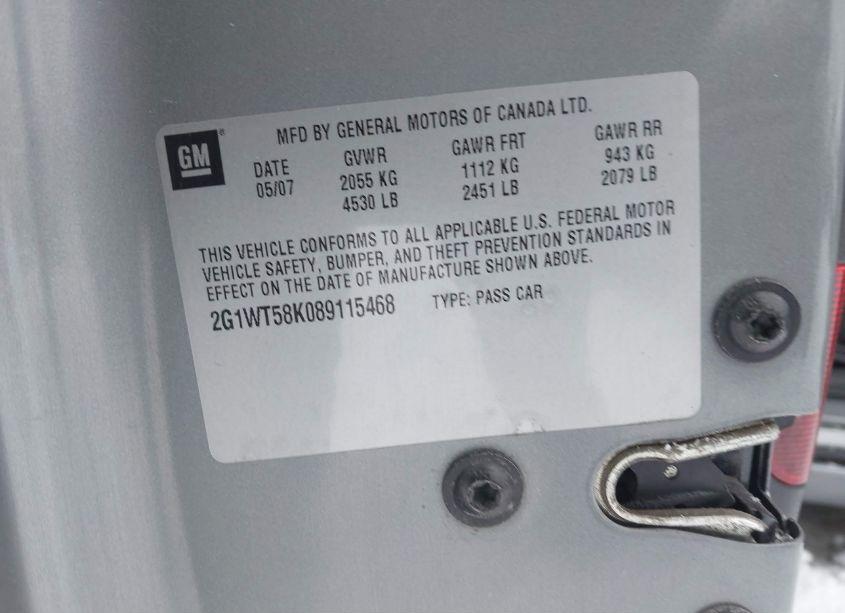 GM®
MFD BY GENERAL MOTORS OF CANADA LTD.
DATE GVWR GAWR FRT GAWR RR
05/07 2055 KG 1112 KG 943 KG
4530 LB 2451 LB 2079 LB
THIS VEHICLE CONFORMS TO ALL APPLICABLE U.S. FEDERAL MOTOR
VEHICLE SAFETY, BUMPER, AND THEFT PREVENTION STANDARDS IN
EFFECT ON THE DATE OF MANUFACTURE SHOWN ABOVE.
2G1WT58K089115468 TYPE: PASS CAR